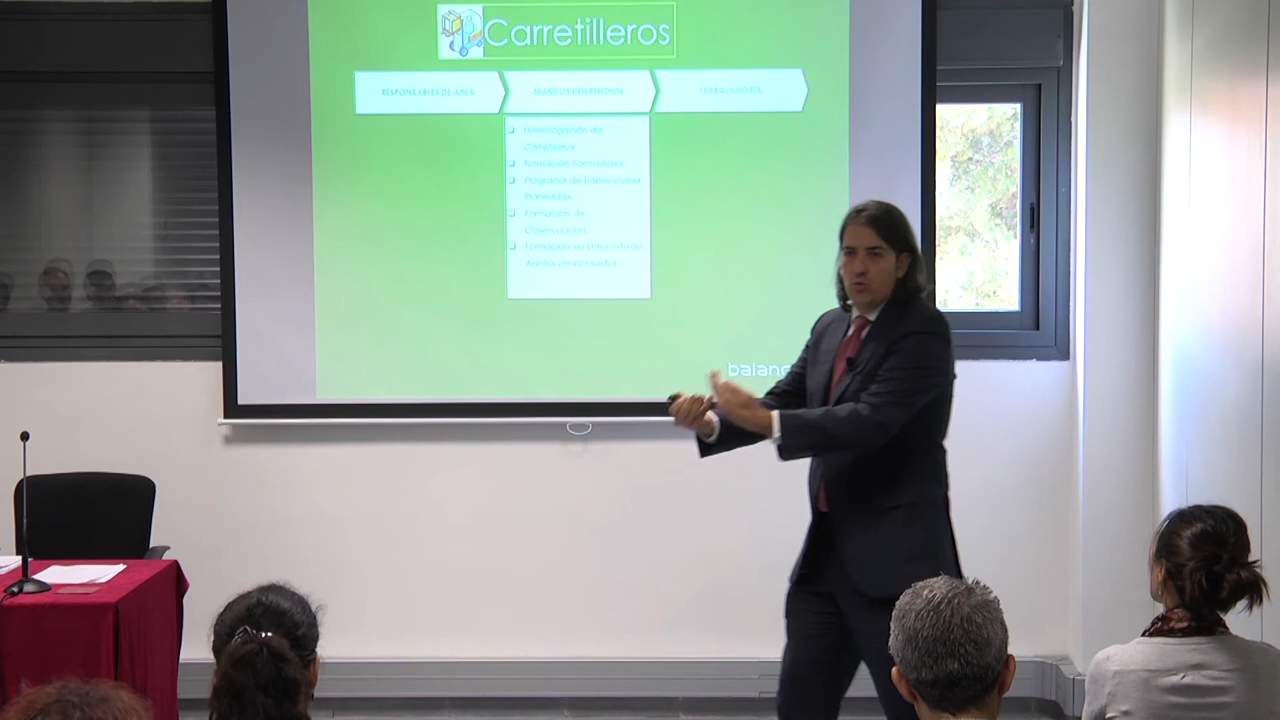 Carretilleros
RESPONSABLES DE ÁREA
MANDOS INTERMEDIOS
TRABAJADORES
❑ Homologación de
Carretilleros
❑ Formación Formadores
❑ Programa de Inspecciones
Planeadas
❑ Formación de
Observadores
❑ Formación en Entrevista de
Análisis de Incidentes
balane